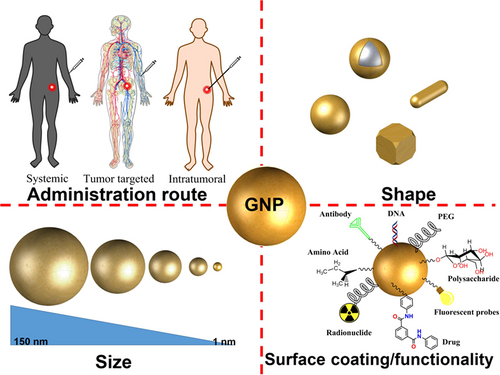 Systemic
Tumor targeted
Intratumoral
Administration route
Shape
GNP
150 nm
1 nm
Size
Antibody
DNA
PEG
Amino Acid
Polysaccharide
Fluorescent probes
Radionuclide
Drug
Surface coating/functionality